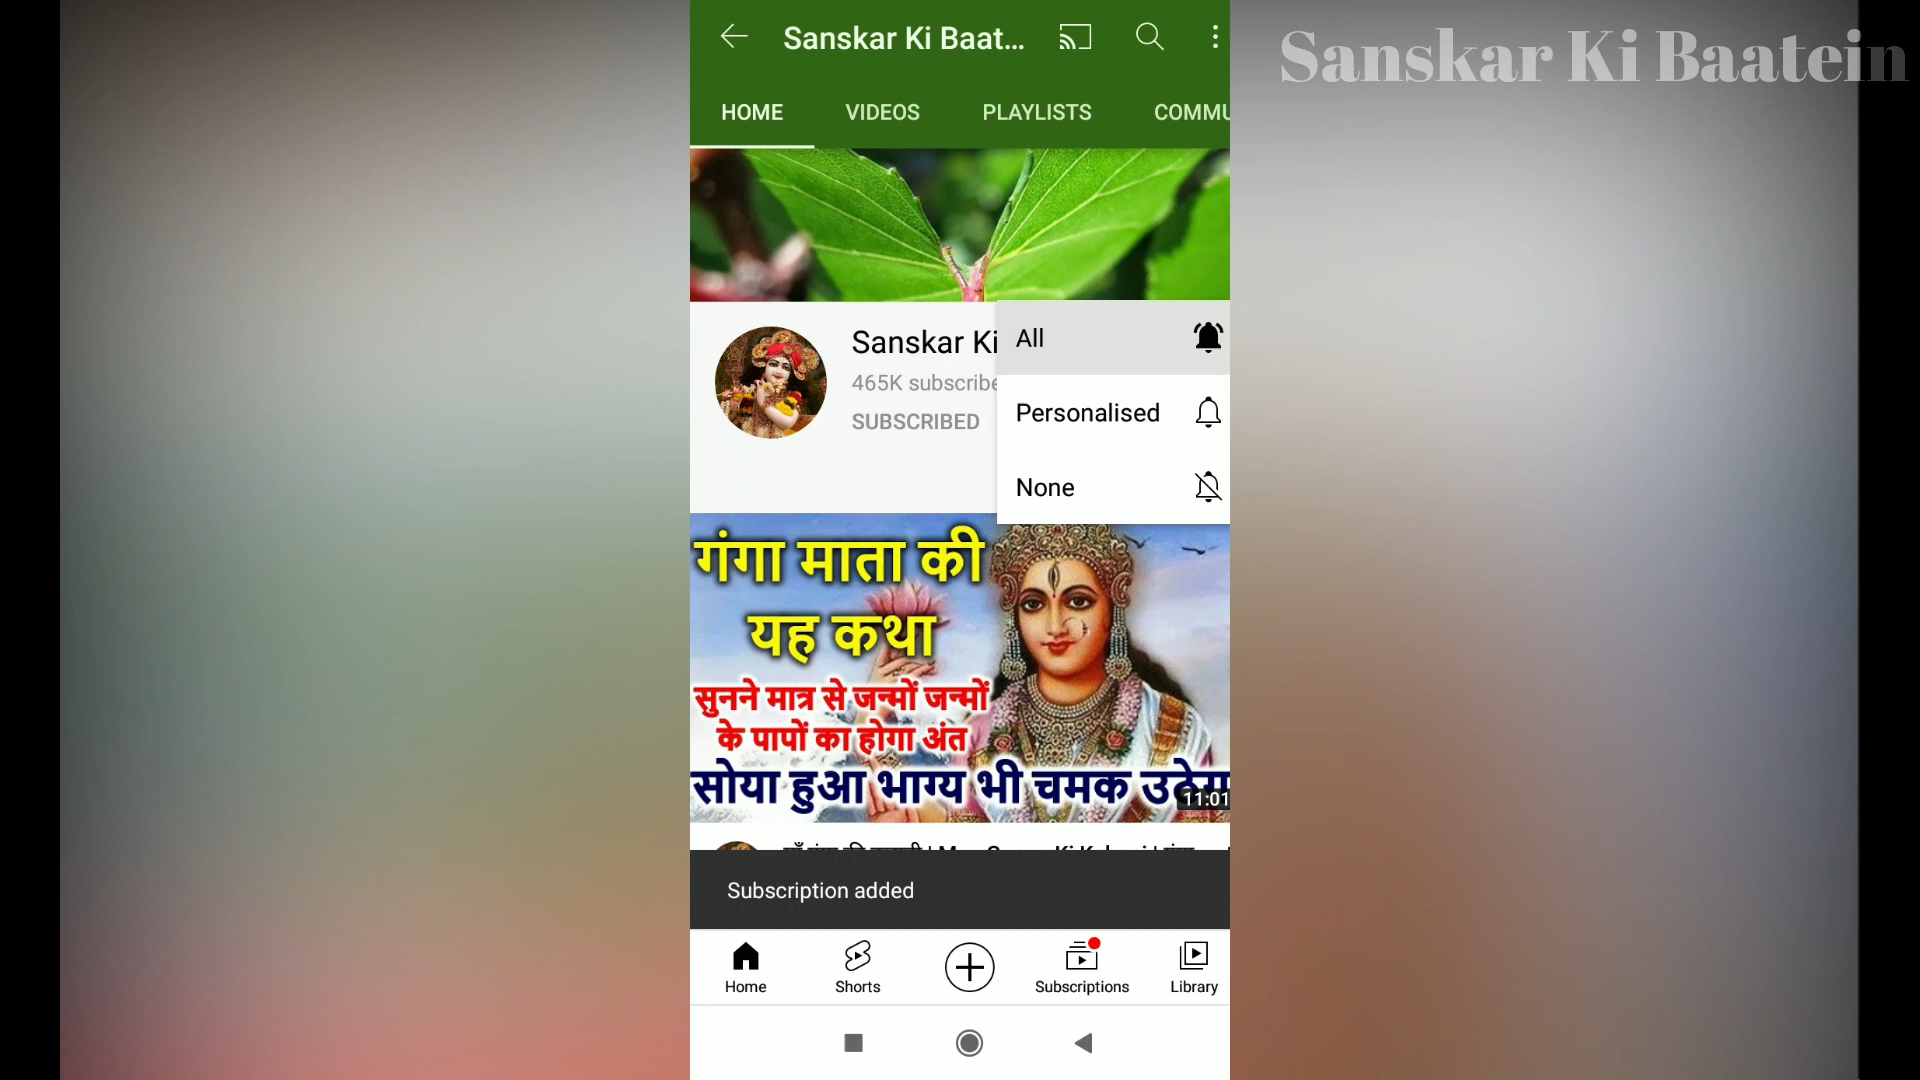 Sanskar Ki Baat...
Sanskar Ki Baatein
HOME VIDEOS PLAYLISTS COMMU
Sanskar Ki
465K subscribe
SUBSCRIBED
All
Personalised
None
गंगा माता की
यह कथा
सुनने मात्र से जन्मों जन्मों
के पापों का होगा अंत
सोया हुआ भाग्य भी चमक उठेगा
11:01
Subscription added
Home Shorts Subscriptions Library